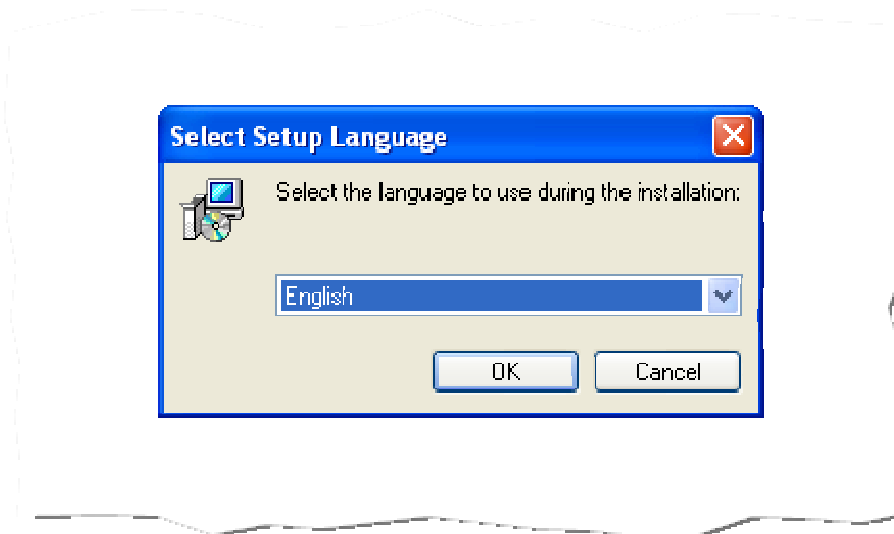 Select Setup Language
Select the language to use during the installation:
English
OK
Cancel